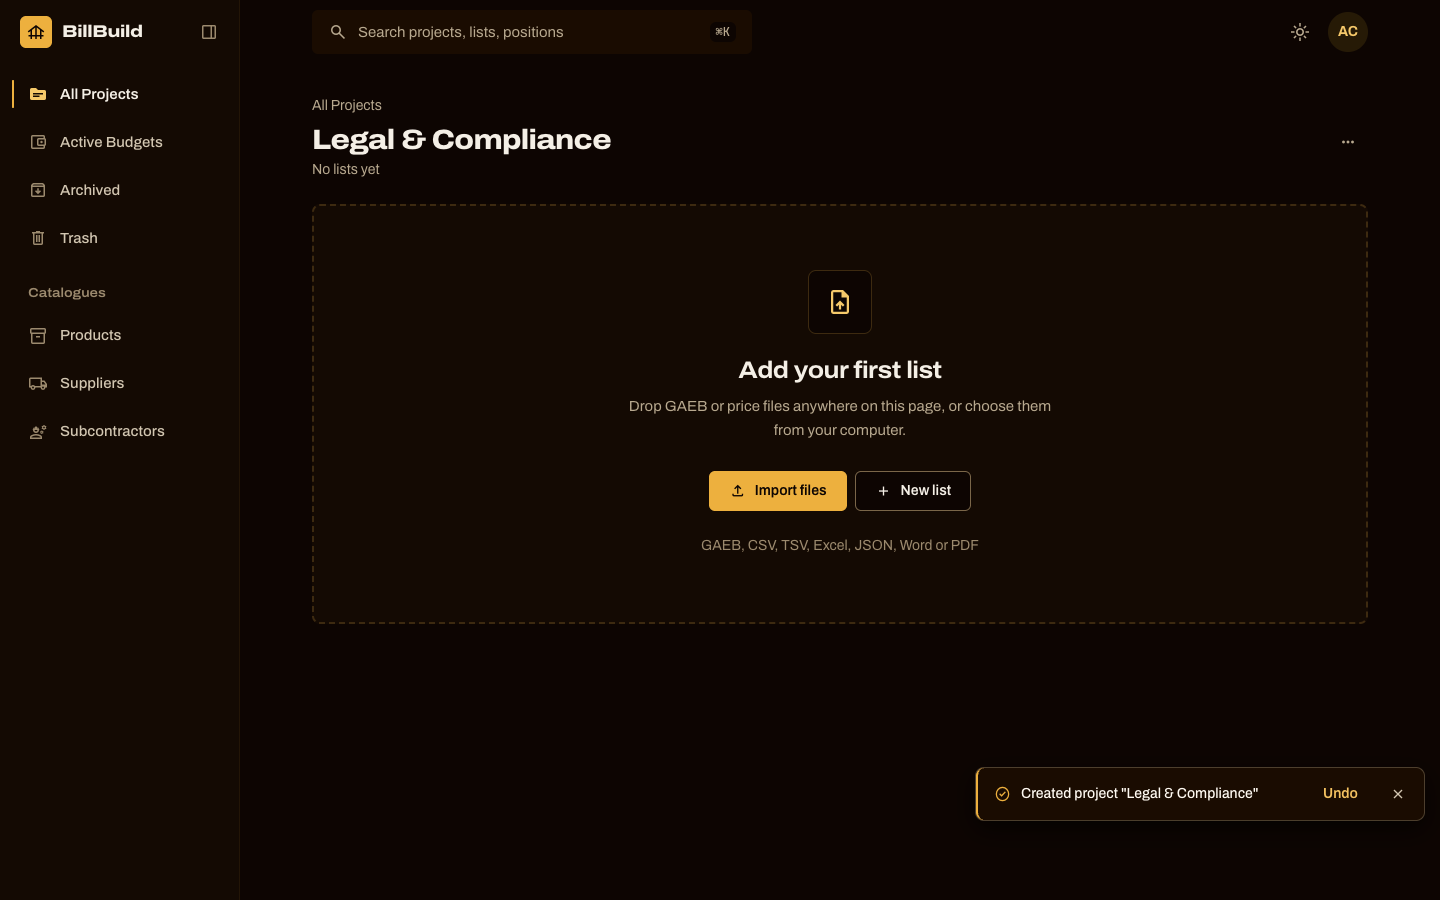 BillBuild
Search projects, lists, positions
⌘K
AC
All Projects
Active Budgets
Archived
Trash
Catalogues
Products
Suppliers
Subcontractors
All Projects
Legal & Compliance
No lists yet
Add your first list
Drop GAEB or price files anywhere on this page, or choose them
from your computer.
Import files
New list
GAEB, CSV, TSV, Excel, JSON, Word or PDF
Created project "Legal & Compliance"
Undo